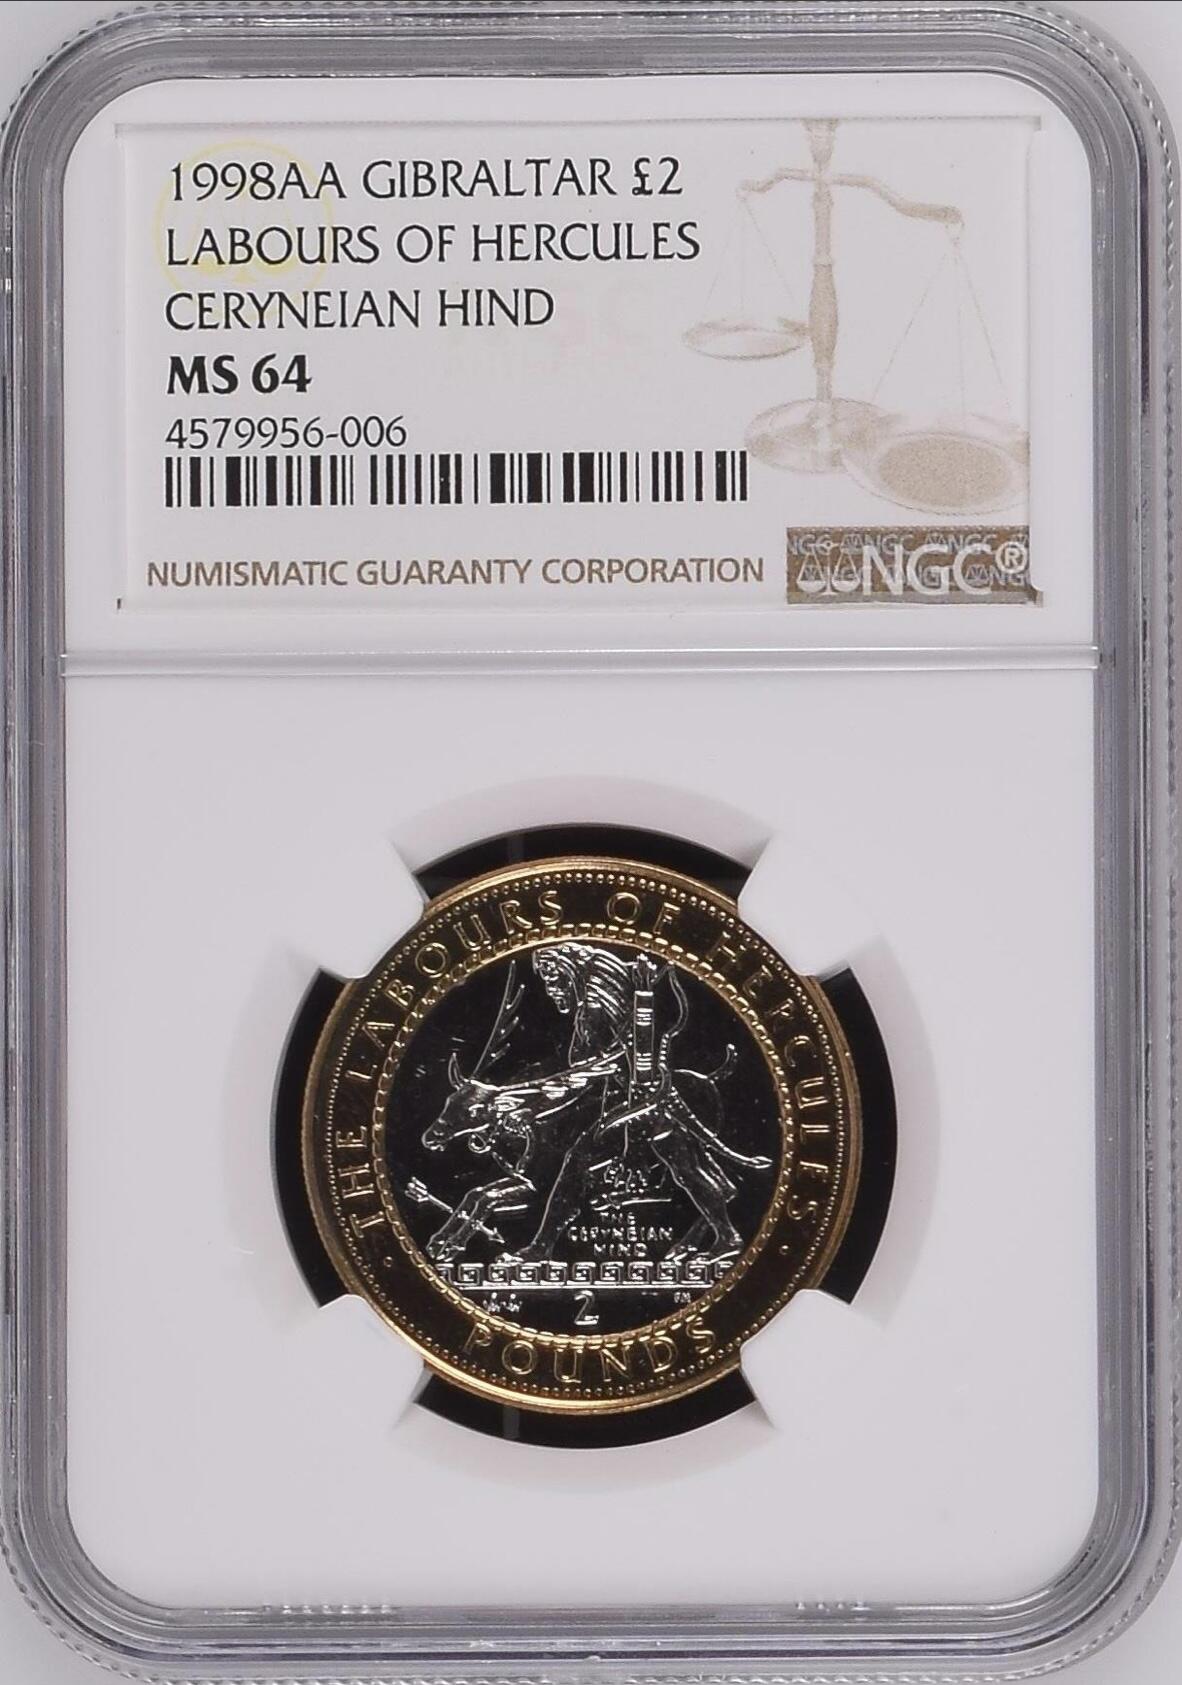 1998AA GIBRALTAR £2
LABOURS OF HERCULES
CERYNEIAN HIND
MS 64
4579956-006
NUMISMATIC GUARANTY CORPORATION
NGC®
· THE LABOURS OF HERCULES ·
THE
CERYNEIAN
HIND
2
POUNDS